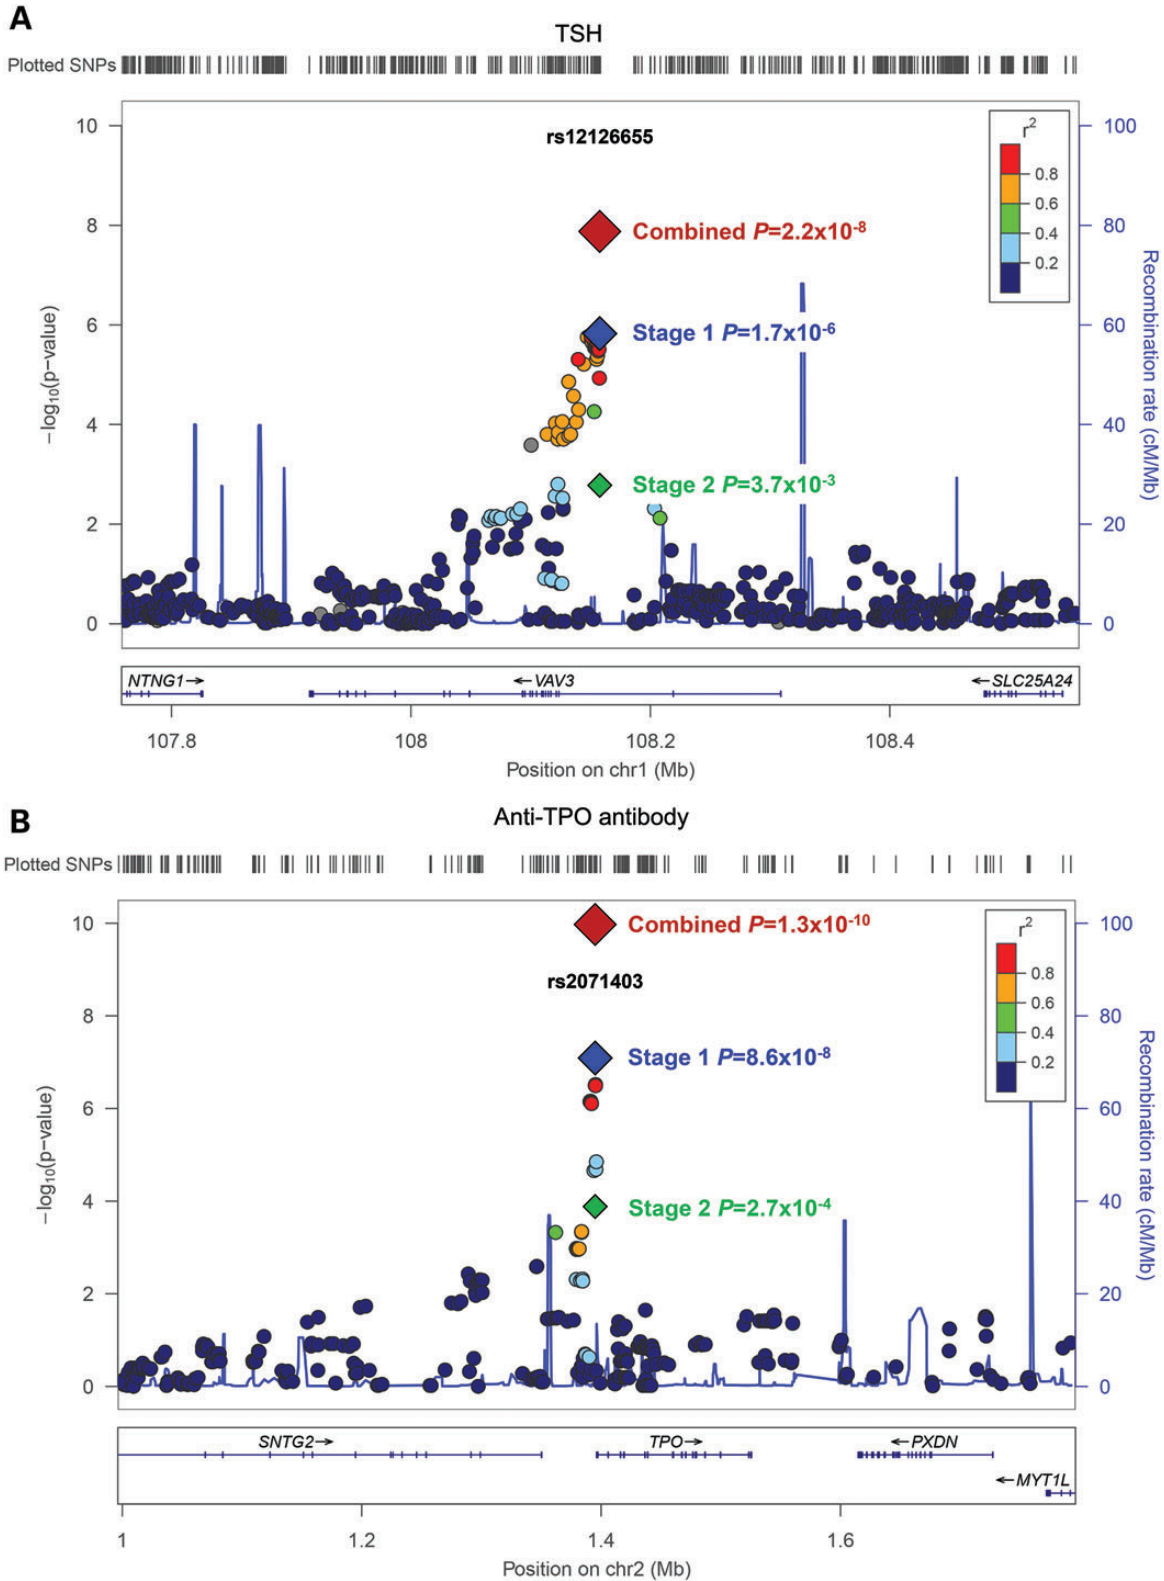 A
TSH
Plotted SNPs
rs12126655
Combined P=2.2x10-8
Stage 1 P=1.7x10-6
Stage 2 P=3.7x10-3
r2
0.8
0.6
0.4
0.2
10
8
6
4
2
0
−log10(p−value)
100
80
60
40
20
0
Recombination rate (cM/Mb)
NTNG1→
←VAV3
←SLC25A24
107.8 108 108.2 108.4
Position on chr1 (Mb)
B
Anti-TPO antibody
Plotted SNPs
Combined P=1.3x10-10
rs2071403
Stage 1 P=8.6x10-8
Stage 2 P=2.7x10-4
r2
0.8
0.6
0.4
0.2
10
8
6
4
2
0
−log10(p−value)
100
80
60
40
20
0
Recombination rate (cM/Mb)
SNTG2→
TPO→
←PXDN
←MYT1L
1 1.2 1.4 1.6
Position on chr2 (Mb)